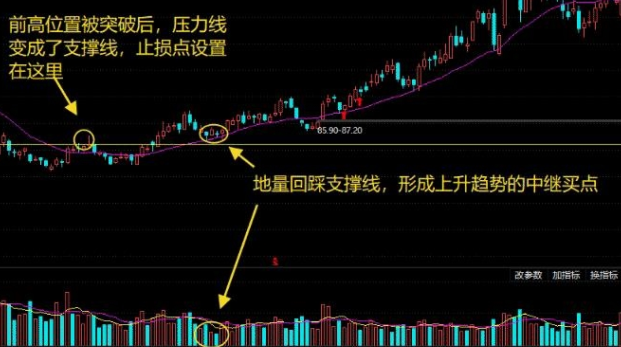 前高位置被突破后，压力线
变成了支撑线，止损点设置
在这里
85.90-87.20
地量回踩支撑线，形成上升趋势的中继买点
改参数 加指标 换指标